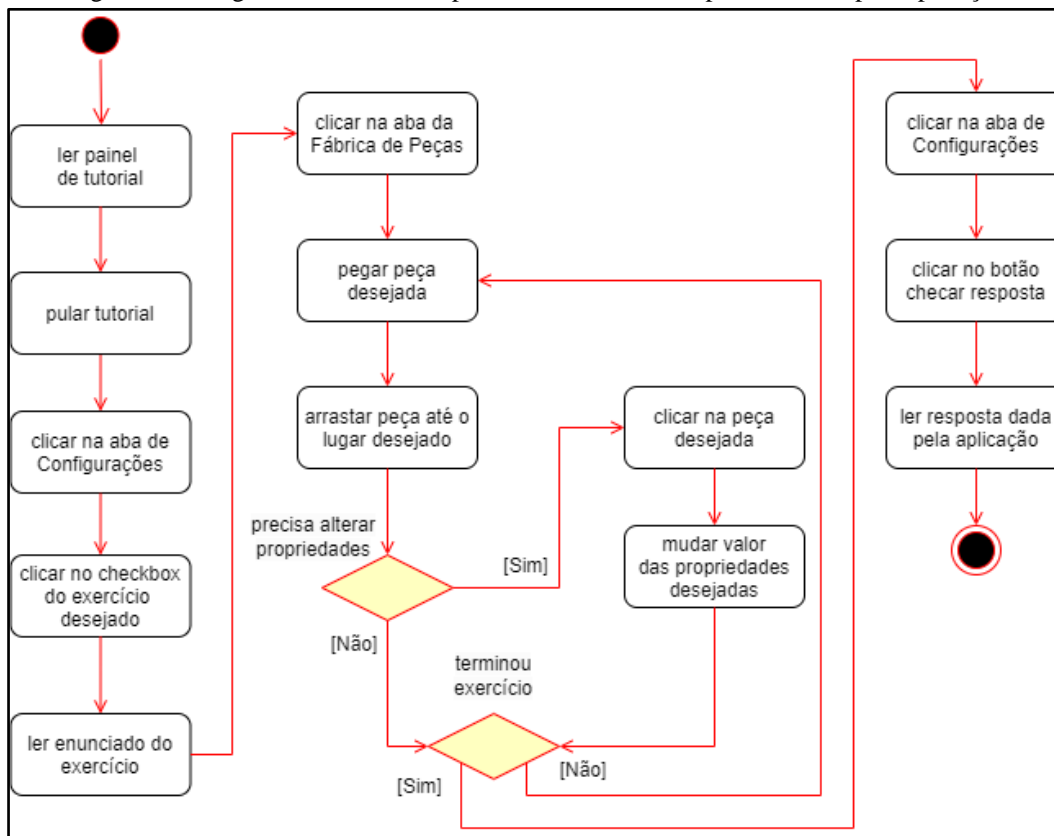 ler painel
de tutorial
pular tutorial
clicar na aba de
Configurações
clicar no checkbox
do exercício
desejado
ler enunciado do
exercício
clicar na aba da
Fábrica de Peças
pegar peça
desejada
arrastar peça até o
lugar desejado
precisa alterar
propriedades
[Sim]
[Não]
clicar na peça
desejada
mudar valor
das propriedades
desejadas
terminou
exercício
[Não]
[Sim]
clicar na aba de
Configurações
clicar no botão
checar resposta
ler resposta dada
pela aplicação